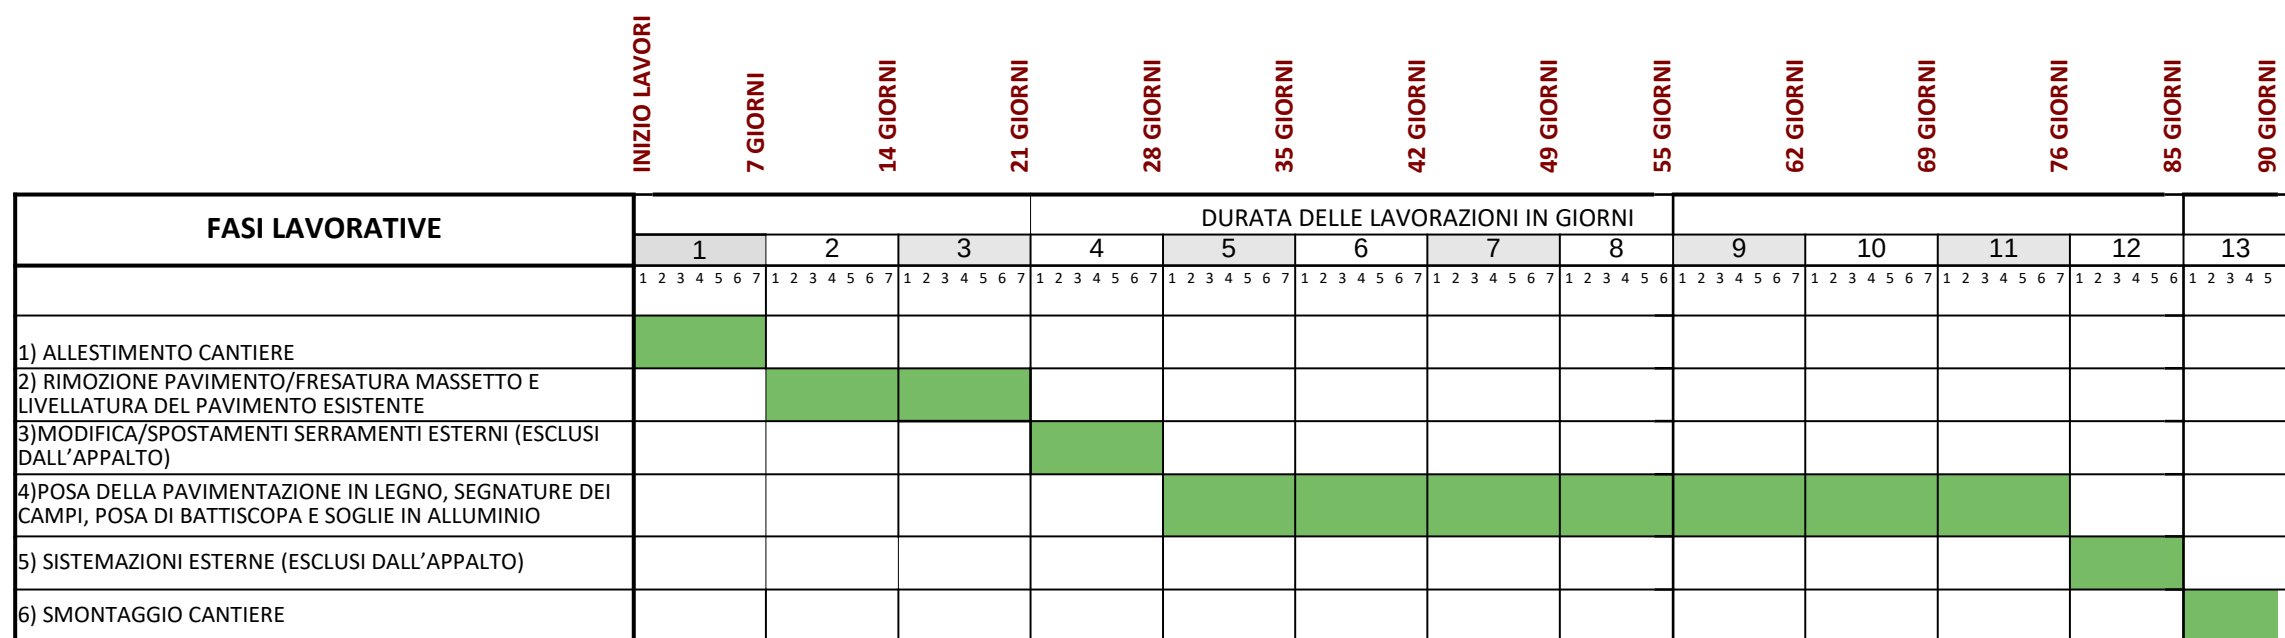 INIZIO LAVORI
7 GIORNI
14 GIORNI
21 GIORNI
28 GIORNI
35 GIORNI
42 GIORNI
49 GIORNI
55 GIORNI
62 GIORNI
69 GIORNI
76 GIORNI
85 GIORNI
90 GIORNI
FASI LAVORATIVE
DURATA DELLE LAVORAZIONI IN GIORNI
1 2 3 4 5 6 7 8 9 10 11 12 13
1 2 3 4 5 6 7 1 2 3 4 5 6 7 1 2 3 4 5 6 7 1 2 3 4 5 6 7 1 2 3 4 5 6 7 1 2 3 4 5 6 7 1 2 3 4 5 6 7 1 2 3 4 5 6 1 2 3 4 5 6 7 1 2 3 4 5 6 7 1 2 3 4 5 6 7 1 2 3 4 5 6 1 2 3 4 5
1) ALLESTIMENTO CANTIERE
2) RIMOZIONE PAVIMENTO/FRESATURA MASSETTO E
LIVELLATURA DEL PAVIMENTO ESISTENTE
3)MODIFICA/SPOSTAMENTI SERRAMENTI ESTERNI (ESCLUSI
DALL’APPALTO)
4)POSA DELLA PAVIMENTAZIONE IN LEGNO, SEGNATURE DEI
CAMPI, POSA DI BATTISCOPA E SOGLIE IN ALLUMINIO
5) SISTEMAZIONI ESTERNE (ESCLUSI DALL’APPALTO)
6) SMONTAGGIO CANTIERE